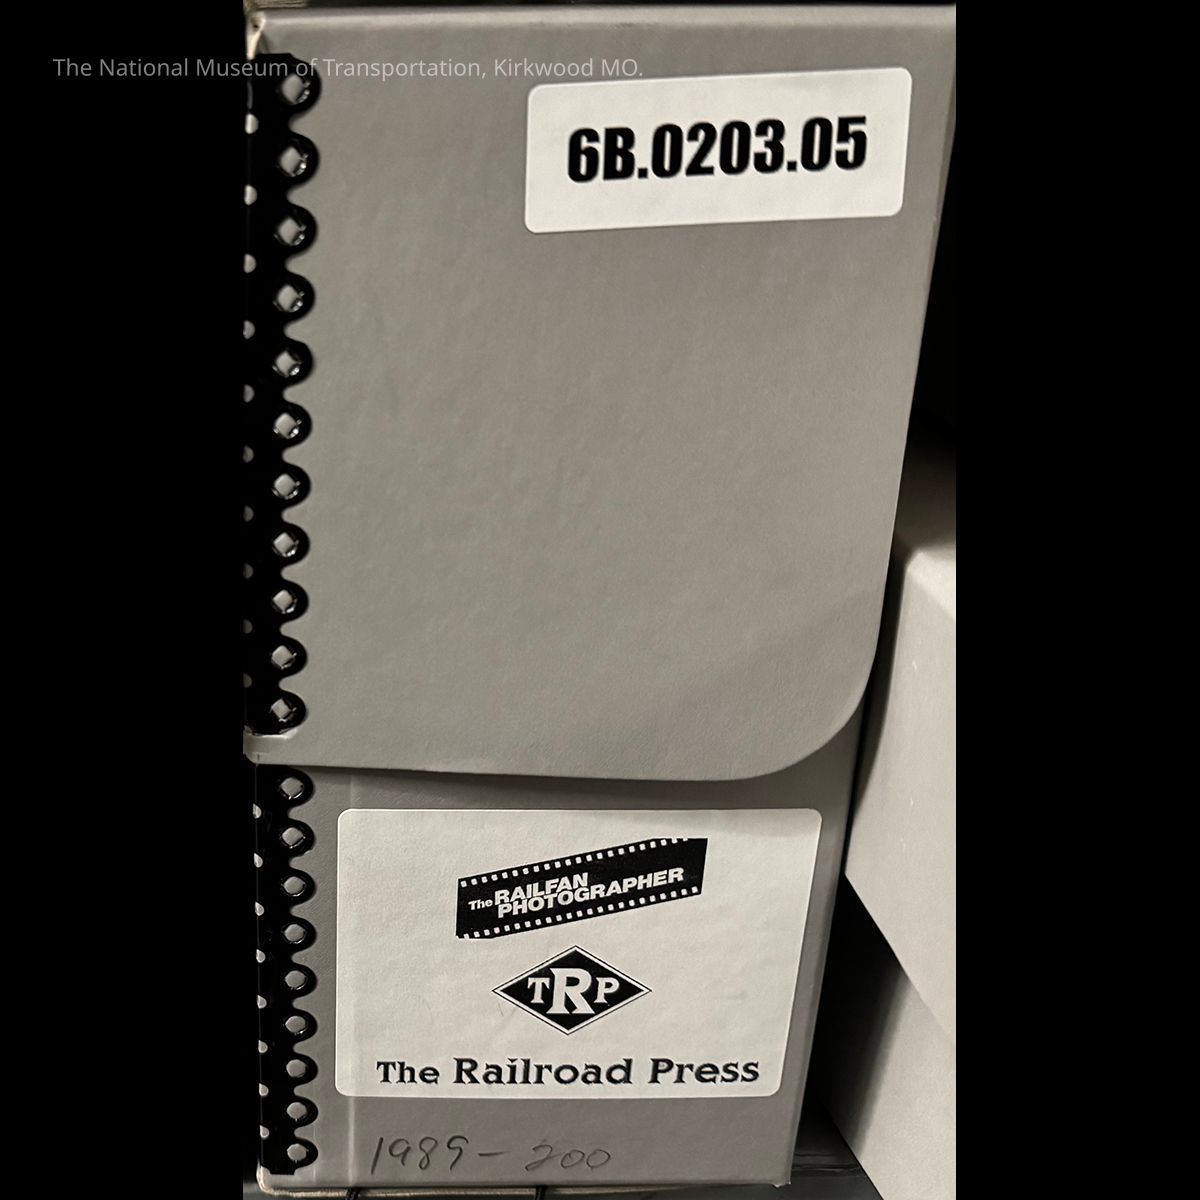 The National Museum of Transportation, Kirkwood MO.
6B.0203.05
The RAILFAN
PHOTOGRAPHER
TRP
The Railroad Press
1989 - 200